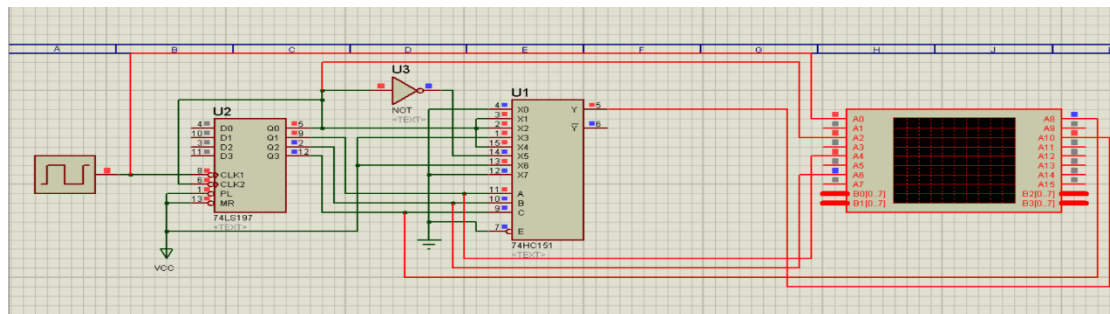 A B C D E F G H J
U3
NOT
<TEXT>
U2
4 D0 Q0 5
10 D1 Q1 9
3 D2 Q2 2
11 D3 Q3 12
8 CLK1
6 CLK2
1 PL
13 MR
74LS197
<TEXT>
VCC
U1
4 X0 Y 5
3 X1
2 X2 Y 6
1 X3
15 X4
14 X5
13 X6
12 X7
11 A
10 B
9 C
7 E
74HC151
<TEXT>
A0 A8
A1 A9
A2 A10
A3 A11
A4 A12
A5 A13
A6 A14
A7 A15
B0[0..7] B2[0..7]
B1[0..7] B3[0..7]